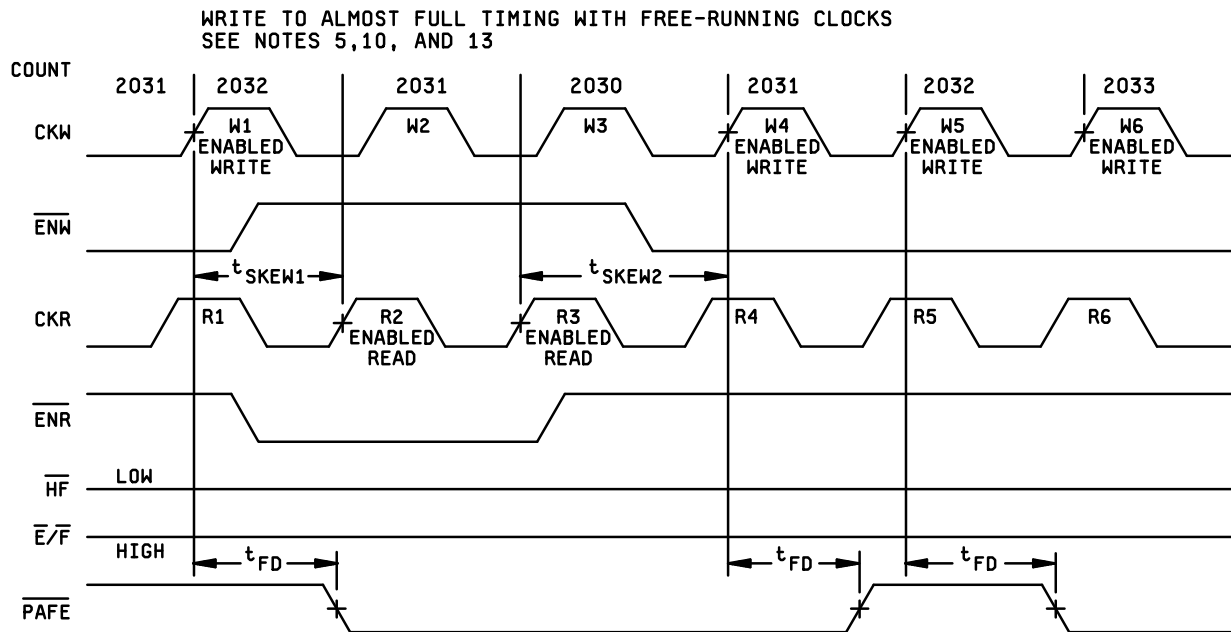 WRITE TO ALMOST FULL TIMING WITH FREE-RUNNING CLOCKS
SEE NOTES 5,10, AND 13
COUNT
2031 2032 2031 2030 2031 2032 2033
CKW
W1 ENABLED WRITE
W2
W3
W4 ENABLED WRITE
W5 ENABLED WRITE
W6 ENABLED WRITE
ENW
tSKEW1 tSKEW2
CKR
R1
R2 ENABLED READ
R3 ENABLED READ
R4
R5
R6
ENR
HF LOW
E/F HIGH
tFD tFD tFD
PAFE